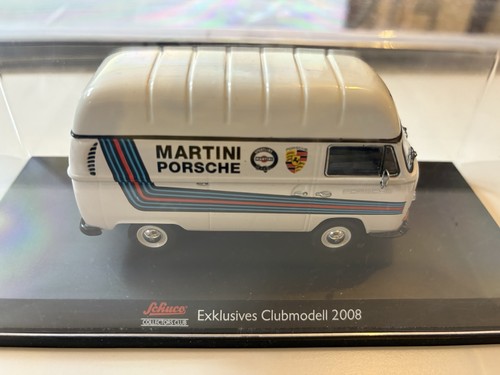 MARTINI
PORSCHE
Schuco
COLLECTORS-CLUB
Exklusives Clubmodell 2008